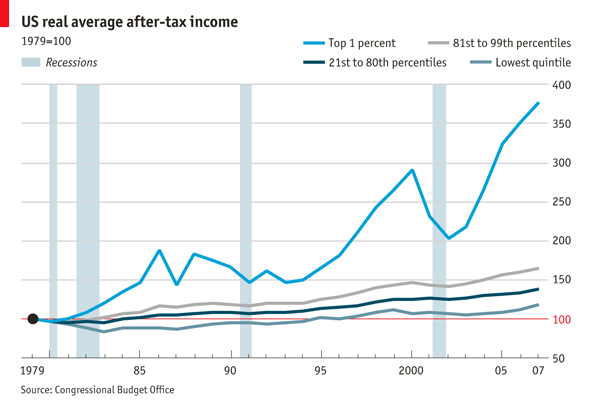 US real average after-tax income
1979=100
Top 1 percent
81st to 99th percentiles
Recessions
21st to 80th percentiles
Lowest quintile
400
350
300
250
200
150
100
50
1979
85
90
95
2000
05
07
Source: Congressional Budget Office